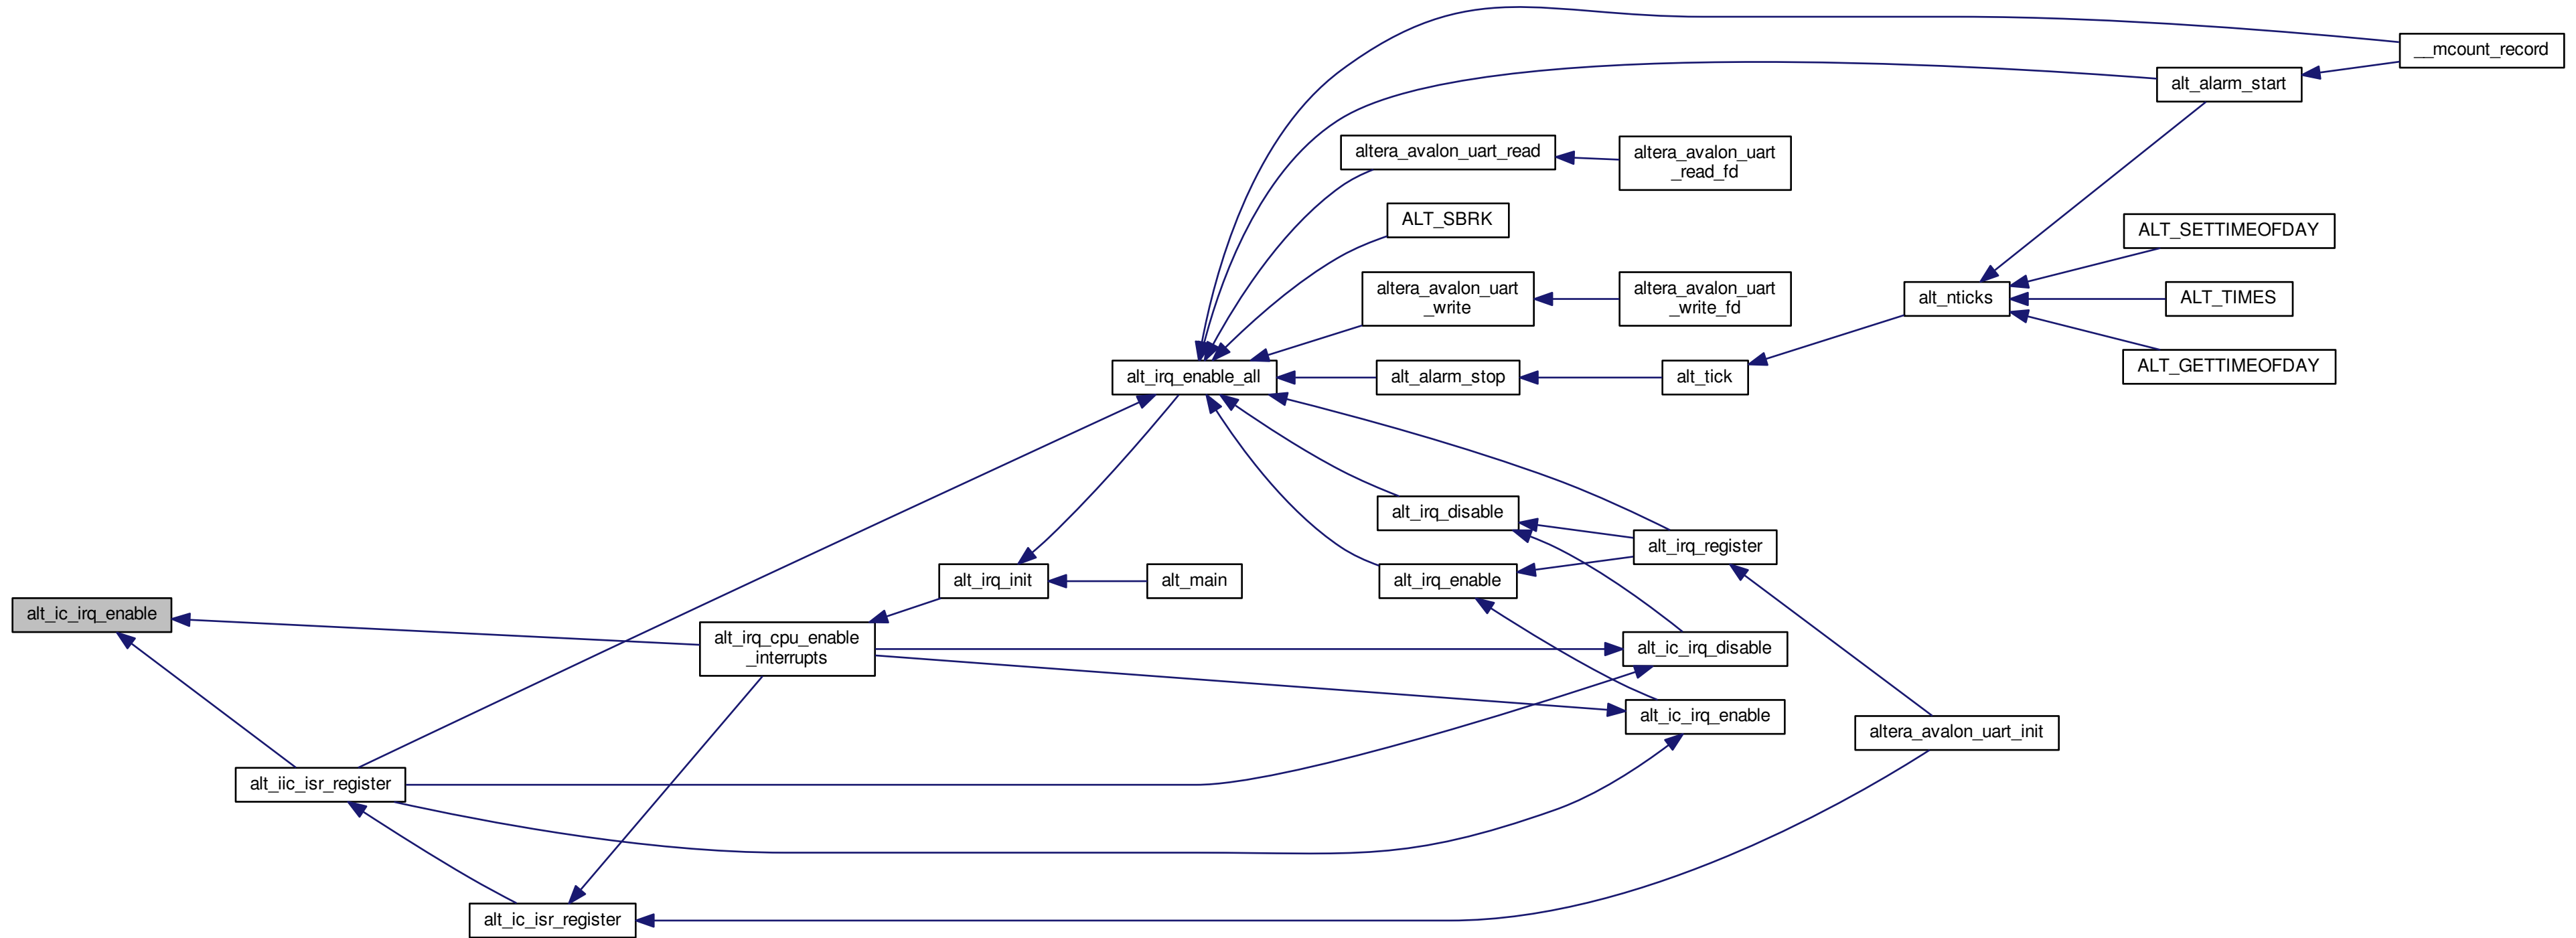 __mcount_record
alt_alarm_start
altera_avalon_uart_read
altera_avalon_uart
_read_fd
ALT_SBRK
ALT_SETTIMEOFDAY
altera_avalon_uart
_write
altera_avalon_uart
_write_fd
alt_nticks
ALT_TIMES
ALT_GETTIMEOFDAY
alt_irq_enable_all
alt_alarm_stop
alt_tick
alt_irq_disable
alt_irq_register
alt_irq_init
alt_main
alt_irq_enable
alt_ic_irq_enable
alt_irq_cpu_enable
_interrupts
alt_ic_irq_disable
alt_ic_irq_enable
altera_avalon_uart_init
alt_iic_isr_register
alt_ic_isr_register